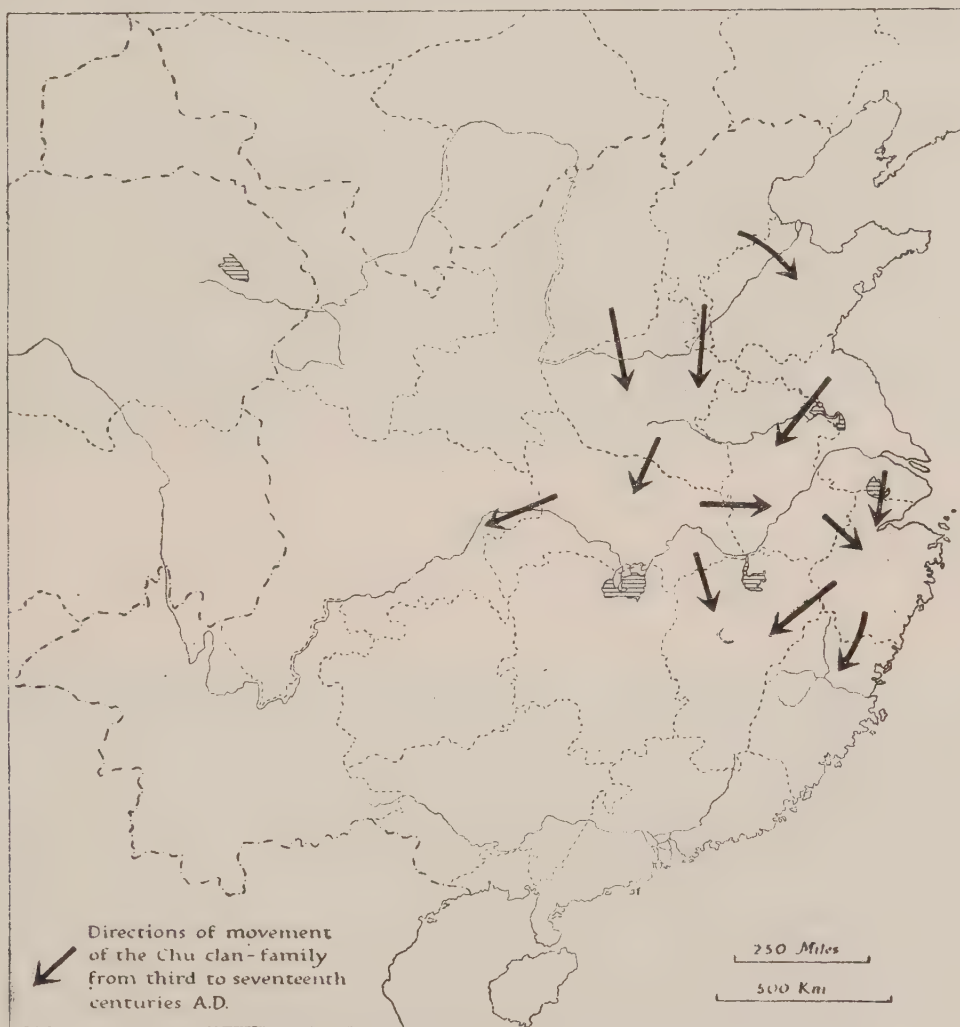 Directions of movement
of the Chu clan-family
from third to seventeenth
centuries A.D.
250 Miles
500 Km